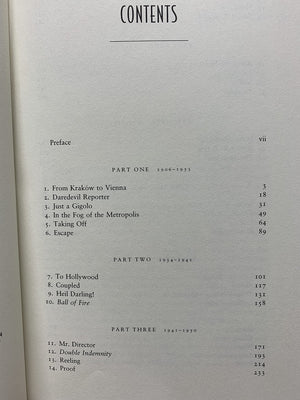 CONTENTS
Preface vii
PART ONE 1906–1933
1. From Kraków to Vienna 3
2. Daredevil Reporter 18
3. Just a Gigolo 31
4. In the Fog of the Metropolis 49
5. Taking Off 64
6. Escape 89
PART TWO 1934–1941
7. To Hollywood 101
8. Coupled 117
9. Heil Darling! 131
10. Ball of Fire 158
PART THREE 1941–1950
11. Mr. Director 171
12. Double Indemnity 193
13. Reeling 214
14. Proof 233